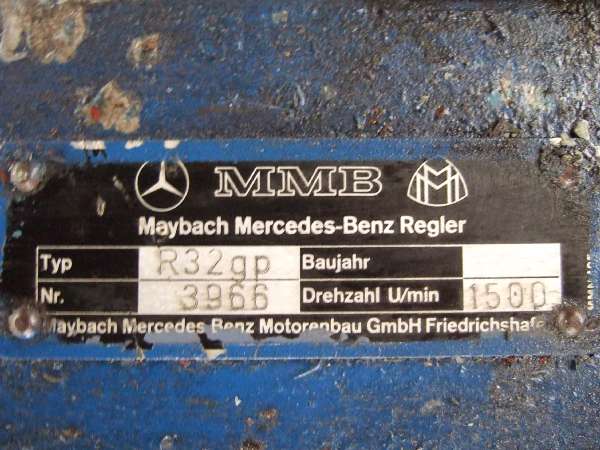 MMB
Maybach Mercedes-Benz Regler
Typ R32gp Baujahr
Nr. 3966 Drehzahl U/min 1500
Maybach Mercedes Benz Motorenbau GmbH